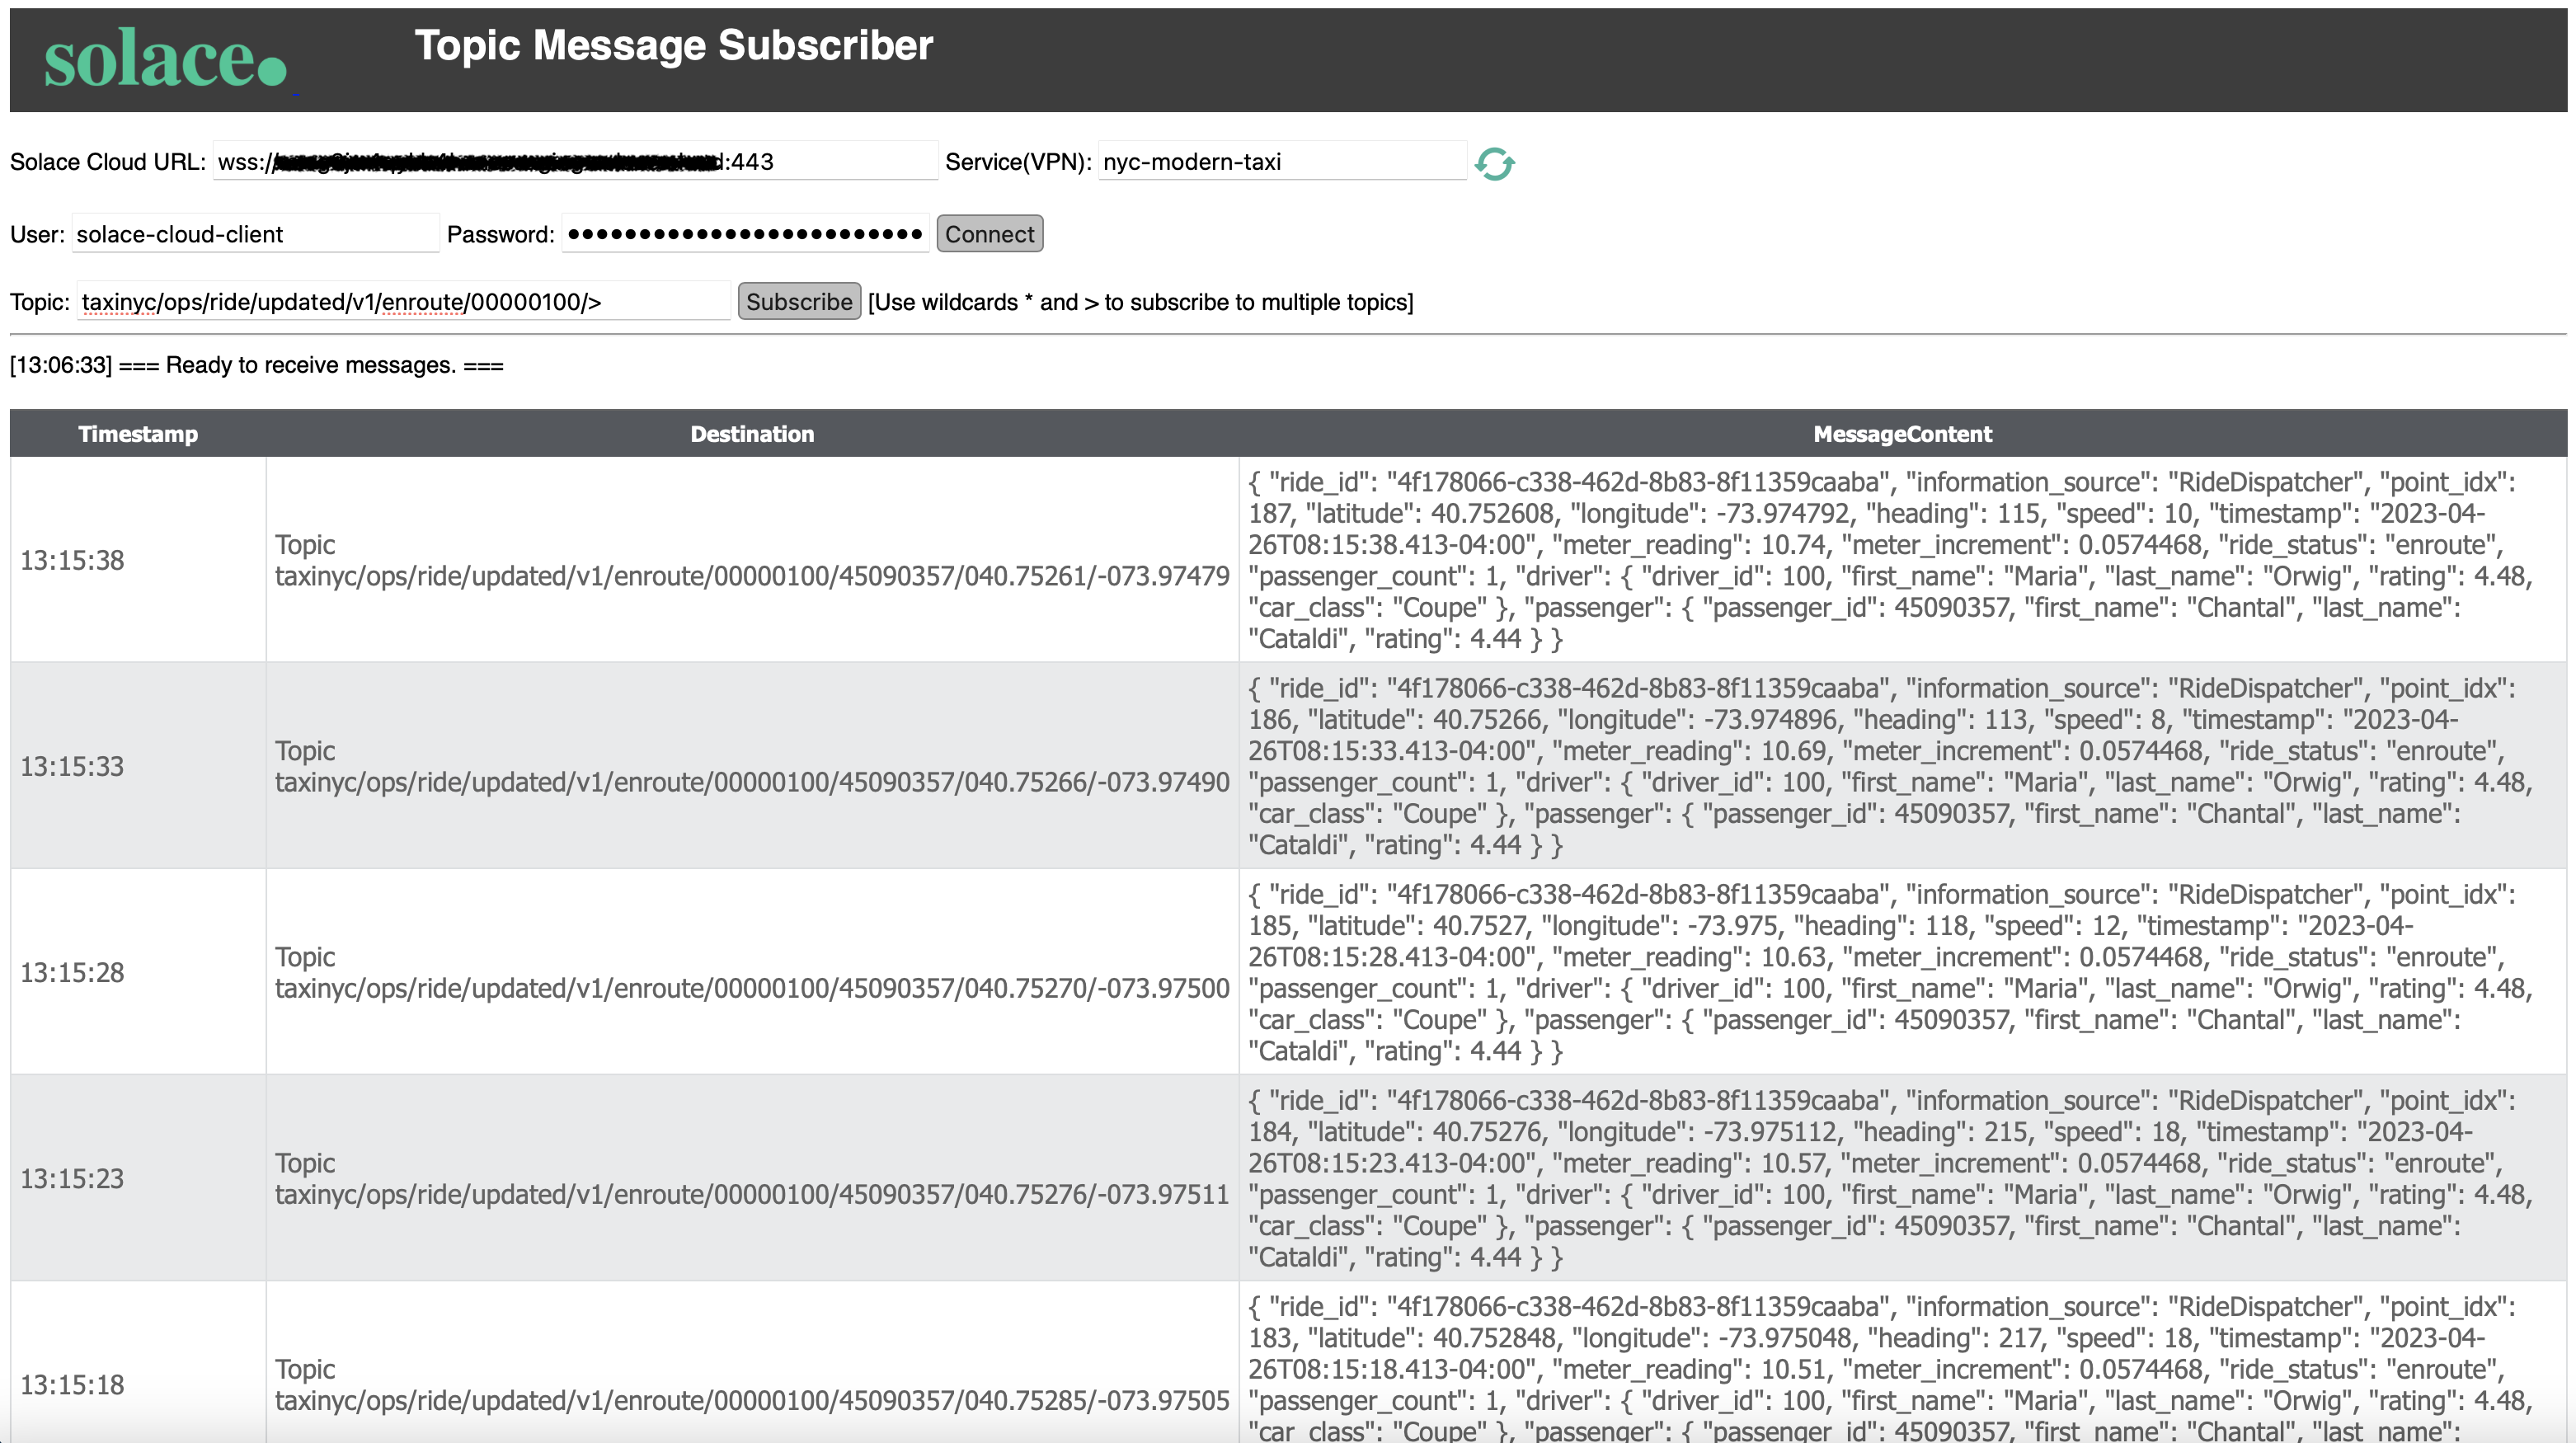 solace.
Topic Message Subscriber
Solace Cloud URL: wss:// d:443 Service(VPN): nyc-modern-taxi
User: solace-cloud-client Password: ••••••••••••••••••••••••• Connect
Topic: taxinyc/ops/ride/updated/v1/enroute/00000100/> Subscribe [Use wildcards * and > to subscribe to multiple topics]
[13:06:33] === Ready to receive messages. ===
Timestamp Destination MessageContent
13:15:38
Topic
taxinyc/ops/ride/updated/v1/enroute/00000100/45090357/040.75261/-073.97479
{ "ride_id": "4f178066-c338-462d-8b83-8f11359caaba", "information_source": "RideDispatcher", "point_idx":
187, "latitude": 40.752608, "longitude": -73.974792, "heading": 115, "speed": 10, "timestamp": "2023-04-
26T08:15:38.413-04:00", "meter_reading": 10.74, "meter_increment": 0.0574468, "ride_status": "enroute",
"passenger_count": 1, "driver": { "driver_id": 100, "first_name": "Maria", "last_name": "Orwig", "rating": 4.48,
"car_class": "Coupe" }, "passenger": { "passenger_id": 45090357, "first_name": "Chantal", "last_name":
"Cataldi", "rating": 4.44 } }
13:15:33
Topic
taxinyc/ops/ride/updated/v1/enroute/00000100/45090357/040.75266/-073.97490
{ "ride_id": "4f178066-c338-462d-8b83-8f11359caaba", "information_source": "RideDispatcher", "point_idx":
186, "latitude": 40.75266, "longitude": -73.974896, "heading": 113, "speed": 8, "timestamp": "2023-04-
26T08:15:33.413-04:00", "meter_reading": 10.69, "meter_increment": 0.0574468, "ride_status": "enroute",
"passenger_count": 1, "driver": { "driver_id": 100, "first_name": "Maria", "last_name": "Orwig", "rating": 4.48,
"car_class": "Coupe" }, "passenger": { "passenger_id": 45090357, "first_name": "Chantal", "last_name":
"Cataldi", "rating": 4.44 } }
13:15:28
Topic
taxinyc/ops/ride/updated/v1/enroute/00000100/45090357/040.75270/-073.97500
{ "ride_id": "4f178066-c338-462d-8b83-8f11359caaba", "information_source": "RideDispatcher", "point_idx":
185, "latitude": 40.7527, "longitude": -73.975, "heading": 118, "speed": 12, "timestamp": "2023-04-
26T08:15:28.413-04:00", "meter_reading": 10.63, "meter_increment": 0.0574468, "ride_status": "enroute",
"passenger_count": 1, "driver": { "driver_id": 100, "first_name": "Maria", "last_name": "Orwig", "rating": 4.48,
"car_class": "Coupe" }, "passenger": { "passenger_id": 45090357, "first_name": "Chantal", "last_name":
"Cataldi", "rating": 4.44 } }
13:15:23
Topic
taxinyc/ops/ride/updated/v1/enroute/00000100/45090357/040.75276/-073.97511
{ "ride_id": "4f178066-c338-462d-8b83-8f11359caaba", "information_source": "RideDispatcher", "point_idx":
184, "latitude": 40.75276, "longitude": -73.975112, "heading": 215, "speed": 18, "timestamp": "2023-04-
26T08:15:23.413-04:00", "meter_reading": 10.57, "meter_increment": 0.0574468, "ride_status": "enroute",
"passenger_count": 1, "driver": { "driver_id": 100, "first_name": "Maria", "last_name": "Orwig", "rating": 4.48,
"car_class": "Coupe" }, "passenger": { "passenger_id": 45090357, "first_name": "Chantal", "last_name":
"Cataldi", "rating": 4.44 } }
13:15:18
Topic
taxinyc/ops/ride/updated/v1/enroute/00000100/45090357/040.75285/-073.97505
{ "ride_id": "4f178066-c338-462d-8b83-8f11359caaba", "information_source": "RideDispatcher", "point_idx":
183, "latitude": 40.752848, "longitude": -73.975048, "heading": 217, "speed": 18, "timestamp": "2023-04-
26T08:15:18.413-04:00", "meter_reading": 10.51, "meter_increment": 0.0574468, "ride_status": "enroute",
"passenger_count": 1, "driver": { "driver_id": 100, "first_name": "Maria", "last_name": "Orwig", "rating": 4.48,
"car_class": "Coupe" }, "passenger": { "passenger_id": 45090357, "first_name": "Chantal", "last_name":